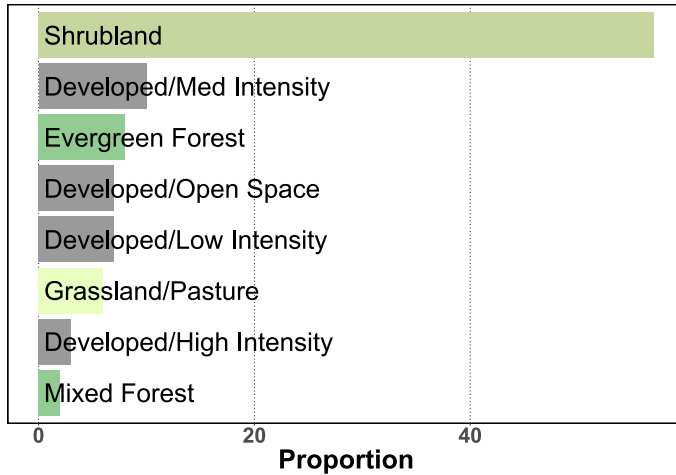 Shrubland
Developed/Med Intensity
Evergreen Forest
Developed/Open Space
Developed/Low Intensity
Grassland/Pasture
Developed/High Intensity
Mixed Forest
0 20 40
Proportion